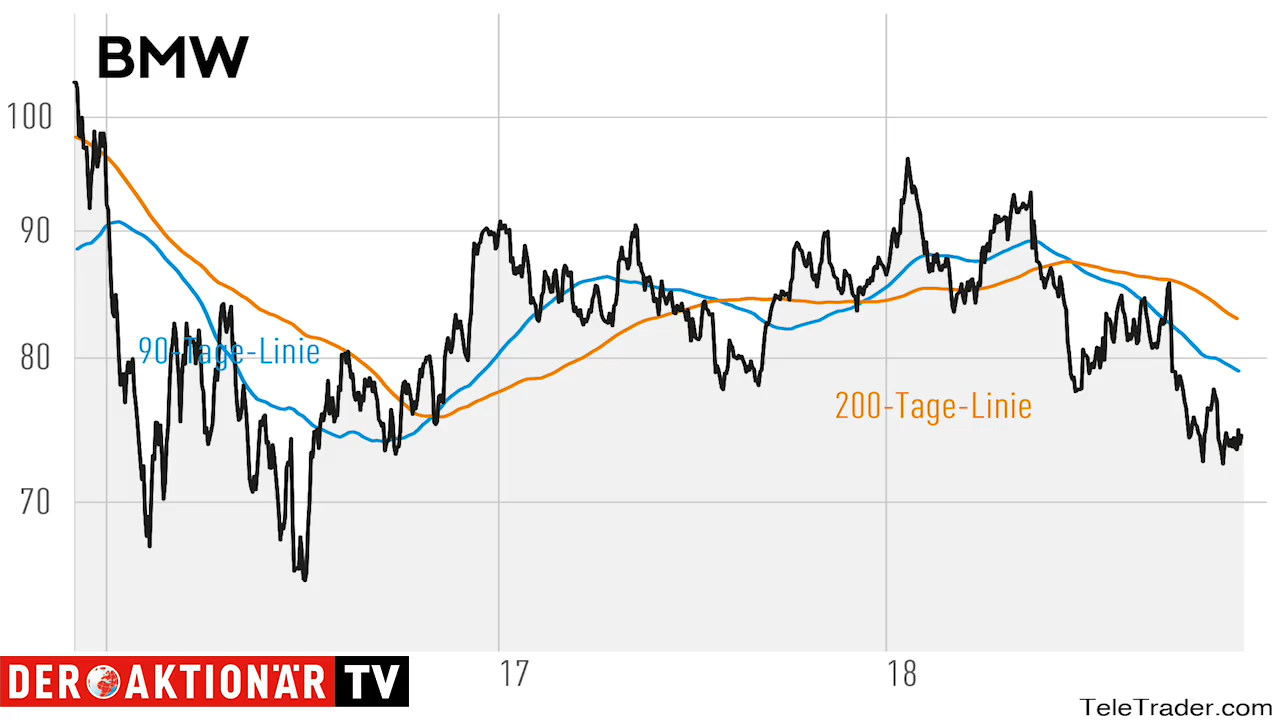 BMW
100
90
80
70
90-Tage-Linie
200-Tage-Linie
17
18
DER AKTIONÄR TV
TeleTrader.com